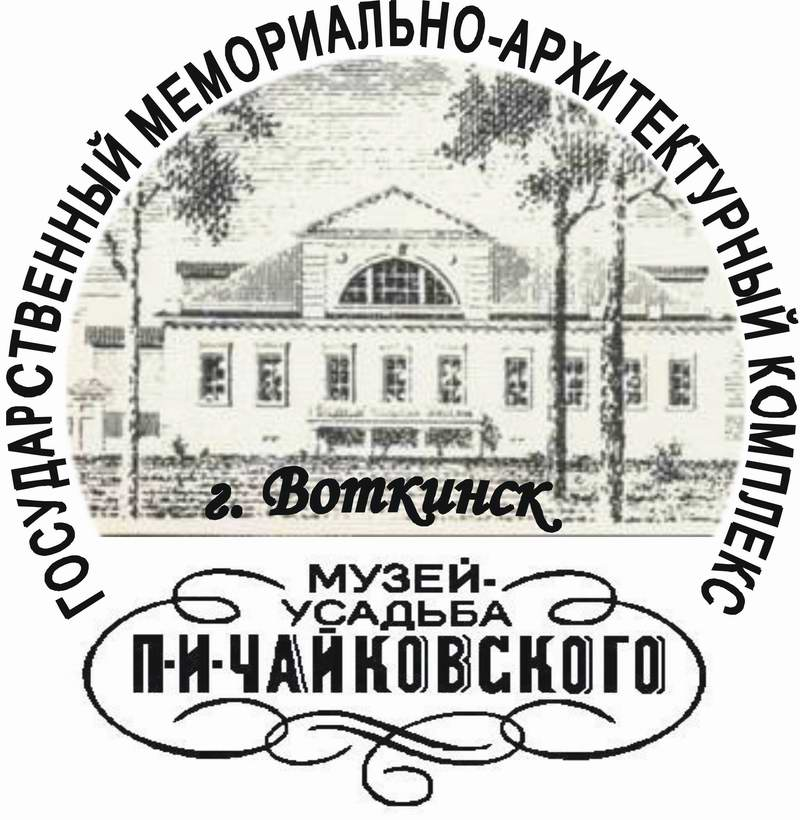 ГОСУДАРСТВЕННЫЙ МЕМОРИАЛЬНО-АРХИТЕКТУРНЫЙ КОМПЛЕКС
г. Воткинск
МУЗЕЙ-
УСАДЬБА
П·И·ЧАЙКОВСКОГО